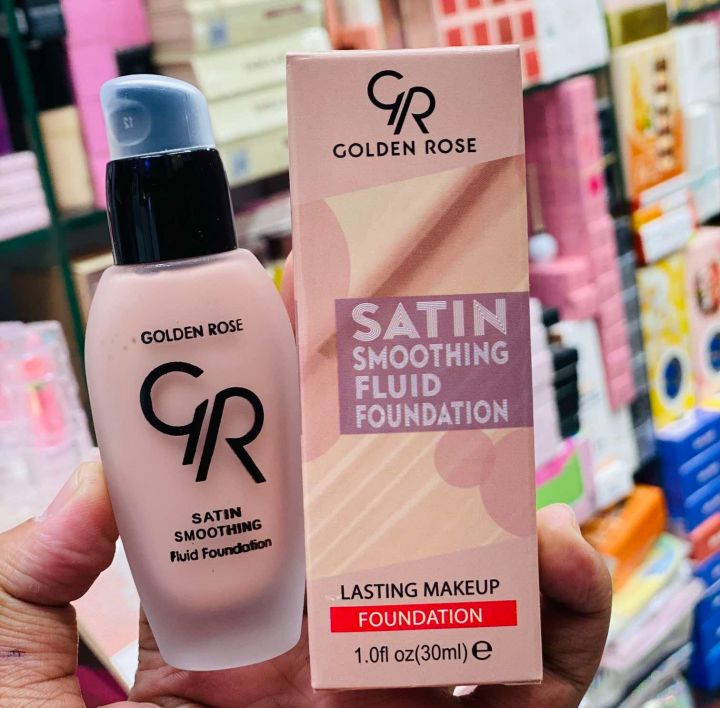 GOLDEN ROSE
GR
SATIN
SMOOTHING
Fluid Foundation
GR
GOLDEN ROSE
SATIN
SMOOTHING
FLUID
FOUNDATION
LASTING MAKEUP
FOUNDATION
1.0fl oz(30ml) e